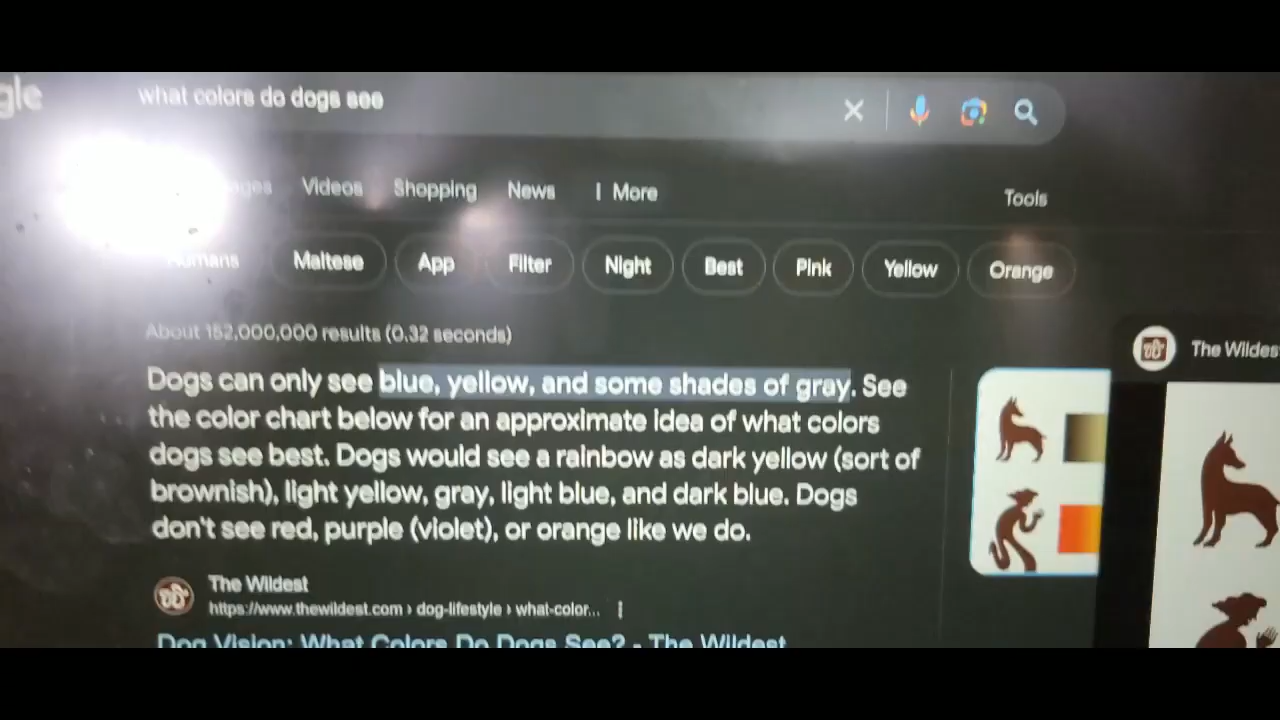 gle
what colors do dogs see
Videos Shopping News More Tools
Humans Maltese App Filter Night Best Pink Yellow Orange
About 152,000,000 results (0.32 seconds)
Dogs can only see blue, yellow, and some shades of gray. See
the color chart below for an approximate idea of what colors
dogs see best. Dogs would see a rainbow as dark yellow (sort of
brownish), light yellow, gray, light blue, and dark blue. Dogs
don't see red, purple (violet), or orange like we do.
The Wildest
https://www.thewildest.com › dog-lifestyle › what-color...
Dog Vision: What Colors Do Dogs See? - The Wildest
The Wildes